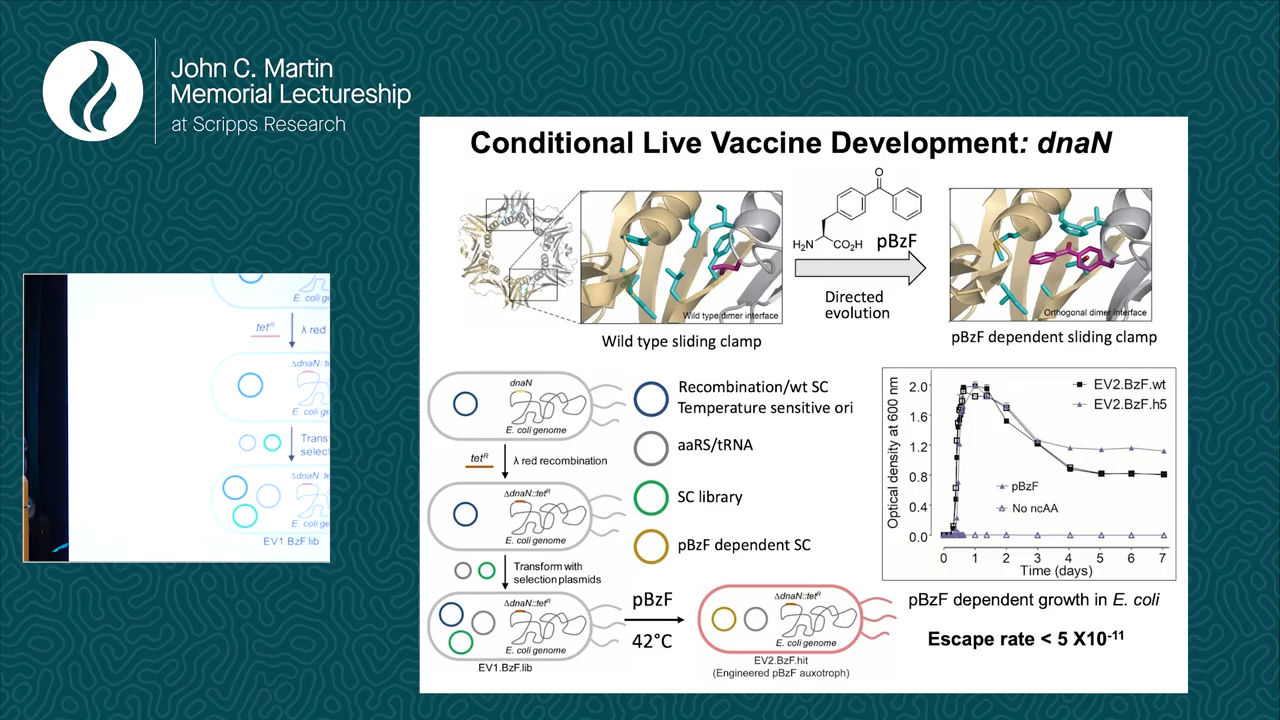 John C. Martin
Memorial Lectureship
at Scripps Research
Conditional Live Vaccine Development: dnaN
Wild type dimer interface
Wild type sliding clamp
O
H₂N
CO₂H
pBzF
Directed
evolution
Orthogonal dimer interface
pBzF dependent sliding clamp
dnaN
E. coli genome
tetR
λ red recombination
ΔdnaN::tetR
E. coli genome
Transform with
selection plasmids
ΔdnaN::tetR
E. coli genome
EV1.BzF.lib
Recombination/wt SC
Temperature sensitive ori
aaRS/tRNA
SC library
pBzF dependent SC
pBzF
42°C
ΔdnaN::tetR
E. coli genome
EV2.BzF.hit
(Engineered pBzF auxotroph)
Optical density at 600 nm
2.0
1.6
1.2
0.8
0.4
0.0
EV2.BzF.wt
EV2.BzF.h5
pBzF
No ncAA
0 1 2 3 4 5 6 7
Time (days)
pBzF dependent growth in E. coli
Escape rate < 5 X10⁻¹¹
E. coli ge
tetR
λ red
ΔdnaN::te
E. coli ge
Trans
selec
ΔdnaN::te
E. coli ge
EV1.BzF.lib